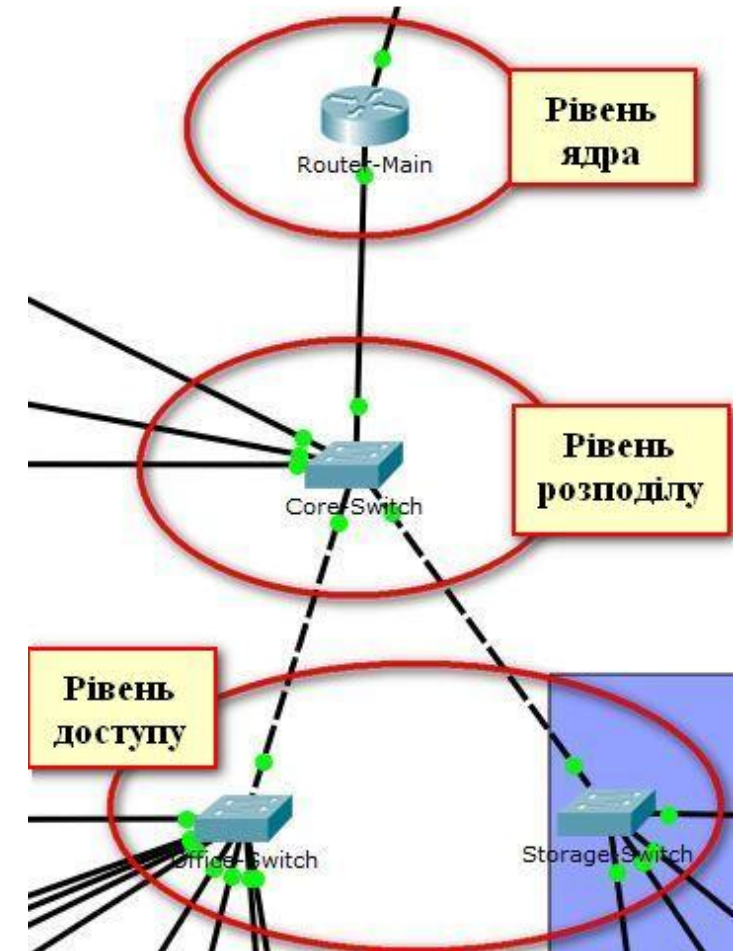 Рівень
ядра
Router-Main
Рівень
розподілу
Core-Switch
Рівень
доступу
Office-Switch
Storage-Switch